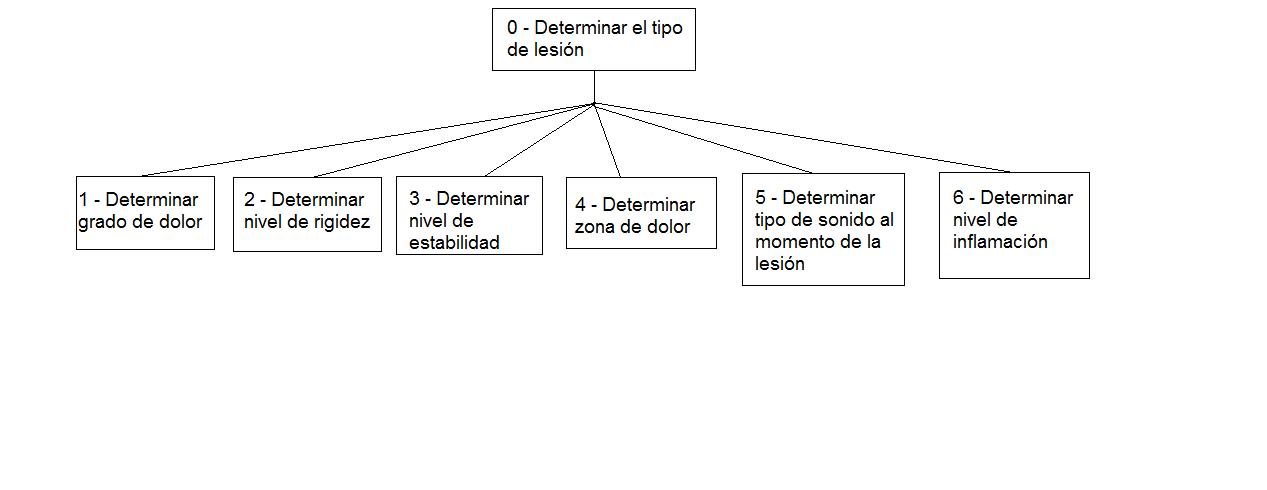 0 - Determinar el tipo
de lesión
1 - Determinar
grado de dolor
2 - Determinar
nivel de rigidez
3 - Determinar
nivel de
estabilidad
4 - Determinar
zona de dolor
5 - Determinar
tipo de sonido al
momento de la
lesión
6 - Determinar
nivel de
inflamación